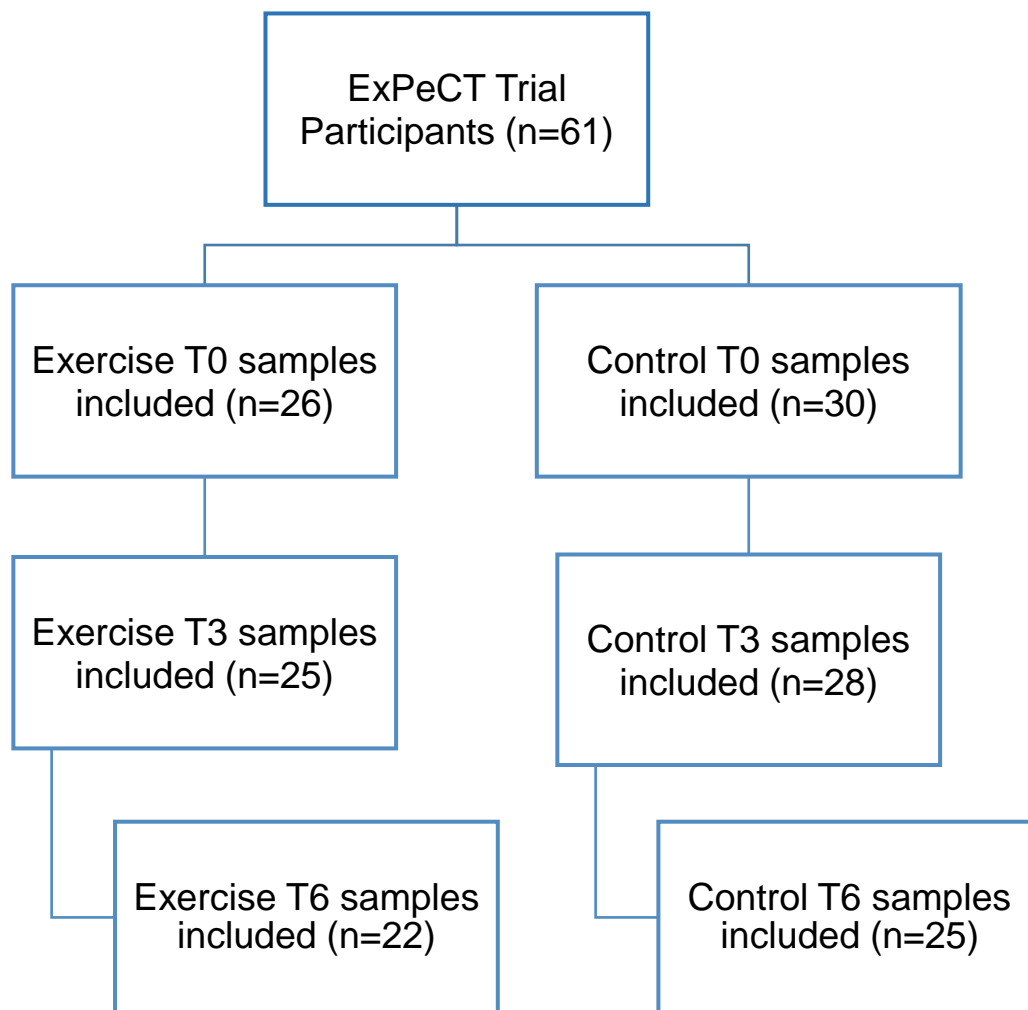 ExPeCT Trial
Participants (n=61)
Exercise T0 samples
included (n=26)
Control T0 samples
included (n=30)
Exercise T3 samples
included (n=25)
Control T3 samples
included (n=28)
Exercise T6 samples
included (n=22)
Control T6 samples
included (n=25)